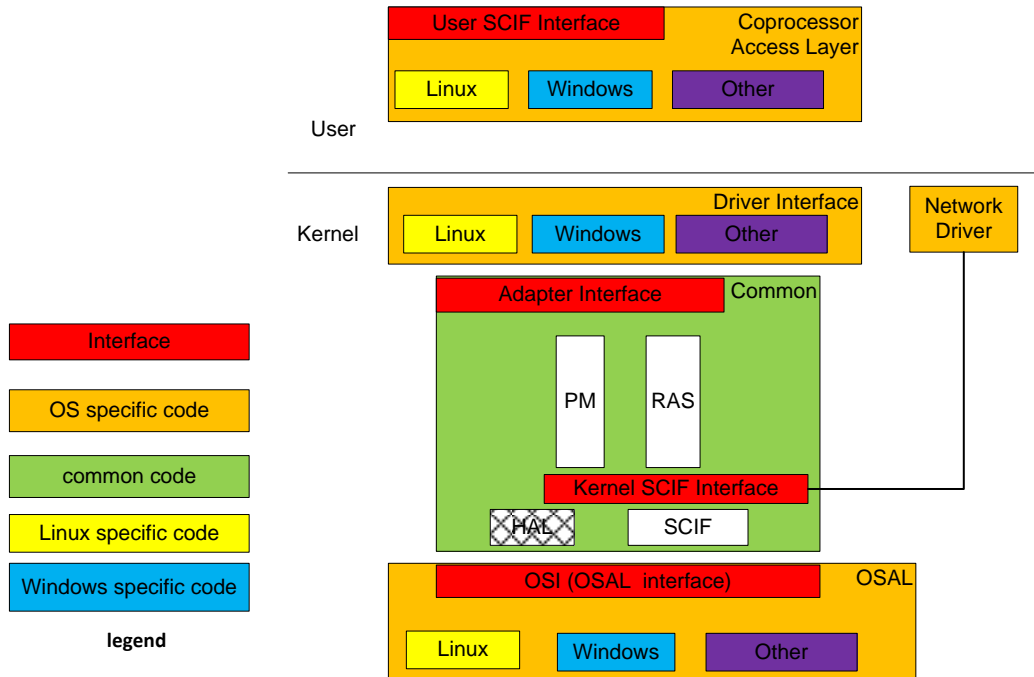 User SCIF Interface
Coprocessor
Access Layer
Linux
Windows
Other
User
Kernel
Driver Interface
Linux
Windows
Other
Network
Driver
Adapter Interface
Common
PM
RAS
Kernel SCIF Interface
HAL
SCIF
OSI (OSAL interface)
OSAL
Linux
Windows
Other
Interface
OS specific code
common code
Linux specific code
Windows specific code
legend